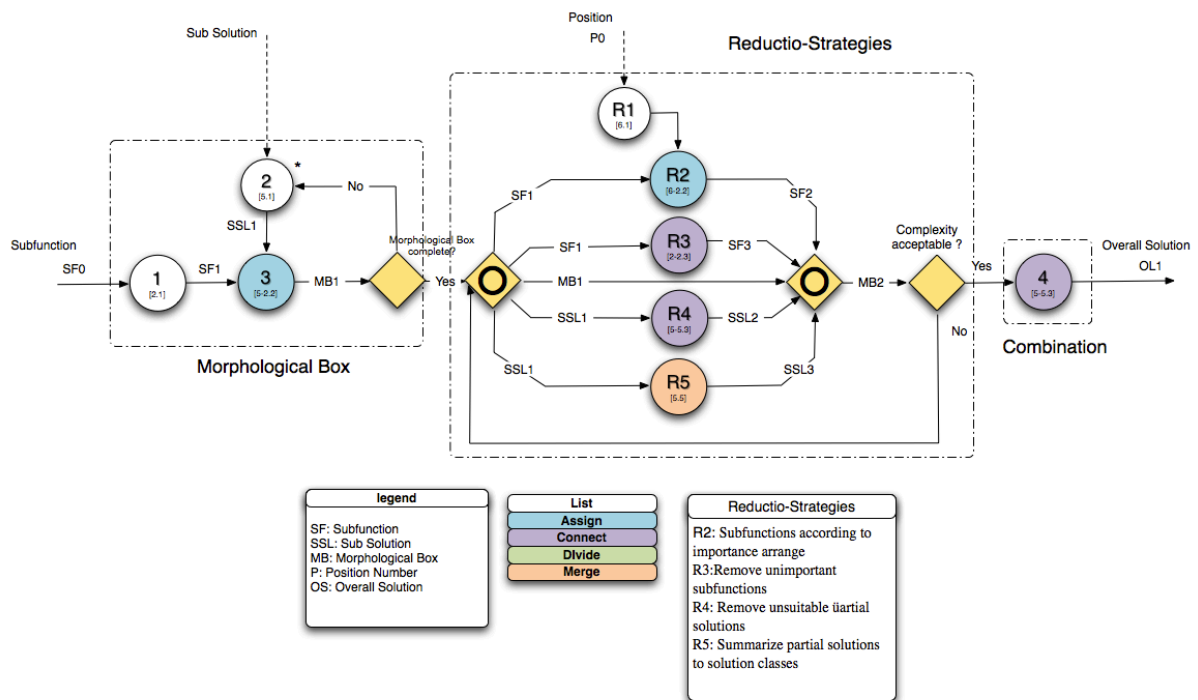 Position
P0
Sub Solution
Reductio-Strategies
R1
[6.1]
*
2
[5.1]
No
R2
[6-2.2]
SF1
SF2
SSL1
Morphological Box
complete?
Complexity
acceptable ?
Subfunction
SF0
1
[2.1]
SF1
3
[5-2.2]
MB1
Yes
SF1
R3
[2-2.3]
SF3
MB1
MB2
Yes
4
[5-5.3]
Overall Solution
OL1
SSL1
R4
[5-5.3]
SSL2
No
Morphological Box
Combination
SSL1
R5
[5.5]
SSL3
legend
SF: Subfunction
SSL: Sub Solution
MB: Morphological Box
P: Position Number
OS: Overall Solution
List
Assign
Connect
DIvide
Merge
Reductio-Strategies
R2: Subfunctions according to
importance arrange
R3:Remove unimportant
subfunctions
R4: Remove unsuitable üartial
solutions
R5: Summarize partial solutions
to solution classes